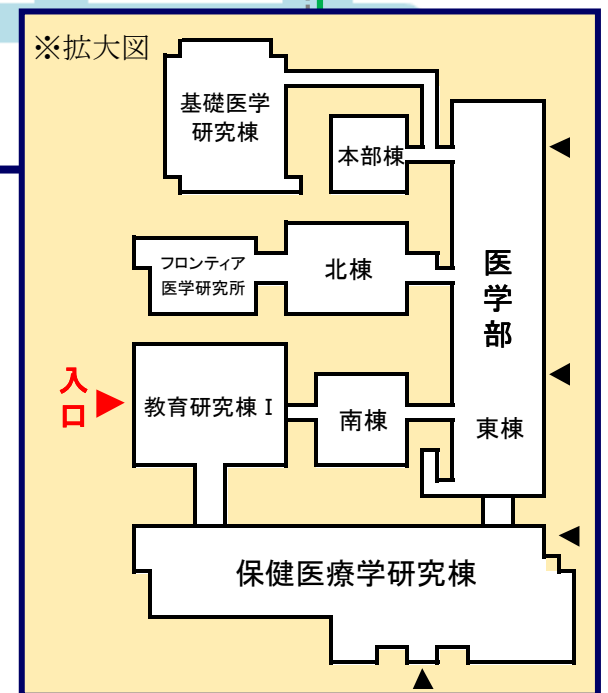 ※拡大図
基礎医学
研究棟
本部棟
フロンティア
医学研究所
北棟
医
学
部
入
口
教育研究棟Ⅰ
南棟
東棟
保健医療学研究棟